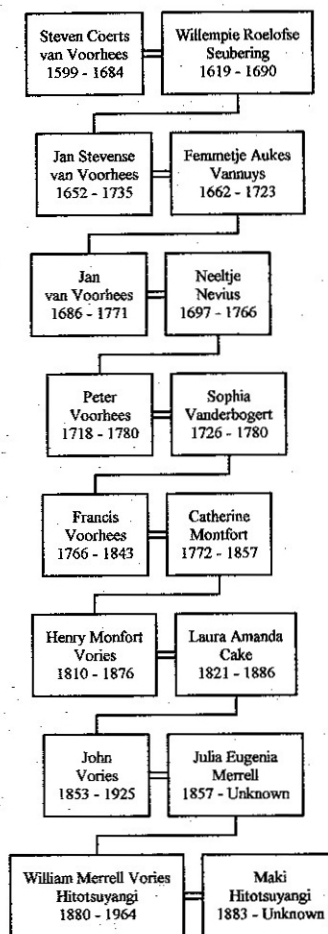 Steven Coerts
van Voorhees
1599 - 1684
Willempie Roelofse
Seubering
1619 - 1690
Jan Stevense
van Voorhees
1652 - 1735
Femmetje Aukes
Vannuys
1662 - 1723
Jan
van Voorhees
1686 - 1771
Neeltje
Nevius
1697 - 1766
Peter
Voorhees
1718 - 1780
Sophia
Vanderbogert
1726 - 1780
Francis
Voorhees
1766 - 1843
Catherine
Montfort
1772 - 1857
Henry Monfort
Vories
1810 - 1876
Laura Amanda
Cake
1821 - 1886
John
Vories
1853 - 1925
Julia Eugenia
Merrell
1857 - Unknown
William Merrell Vories
Hitotsuyangi
1880 - 1964
Maki
Hitotsuyangi
1883 - Unknown